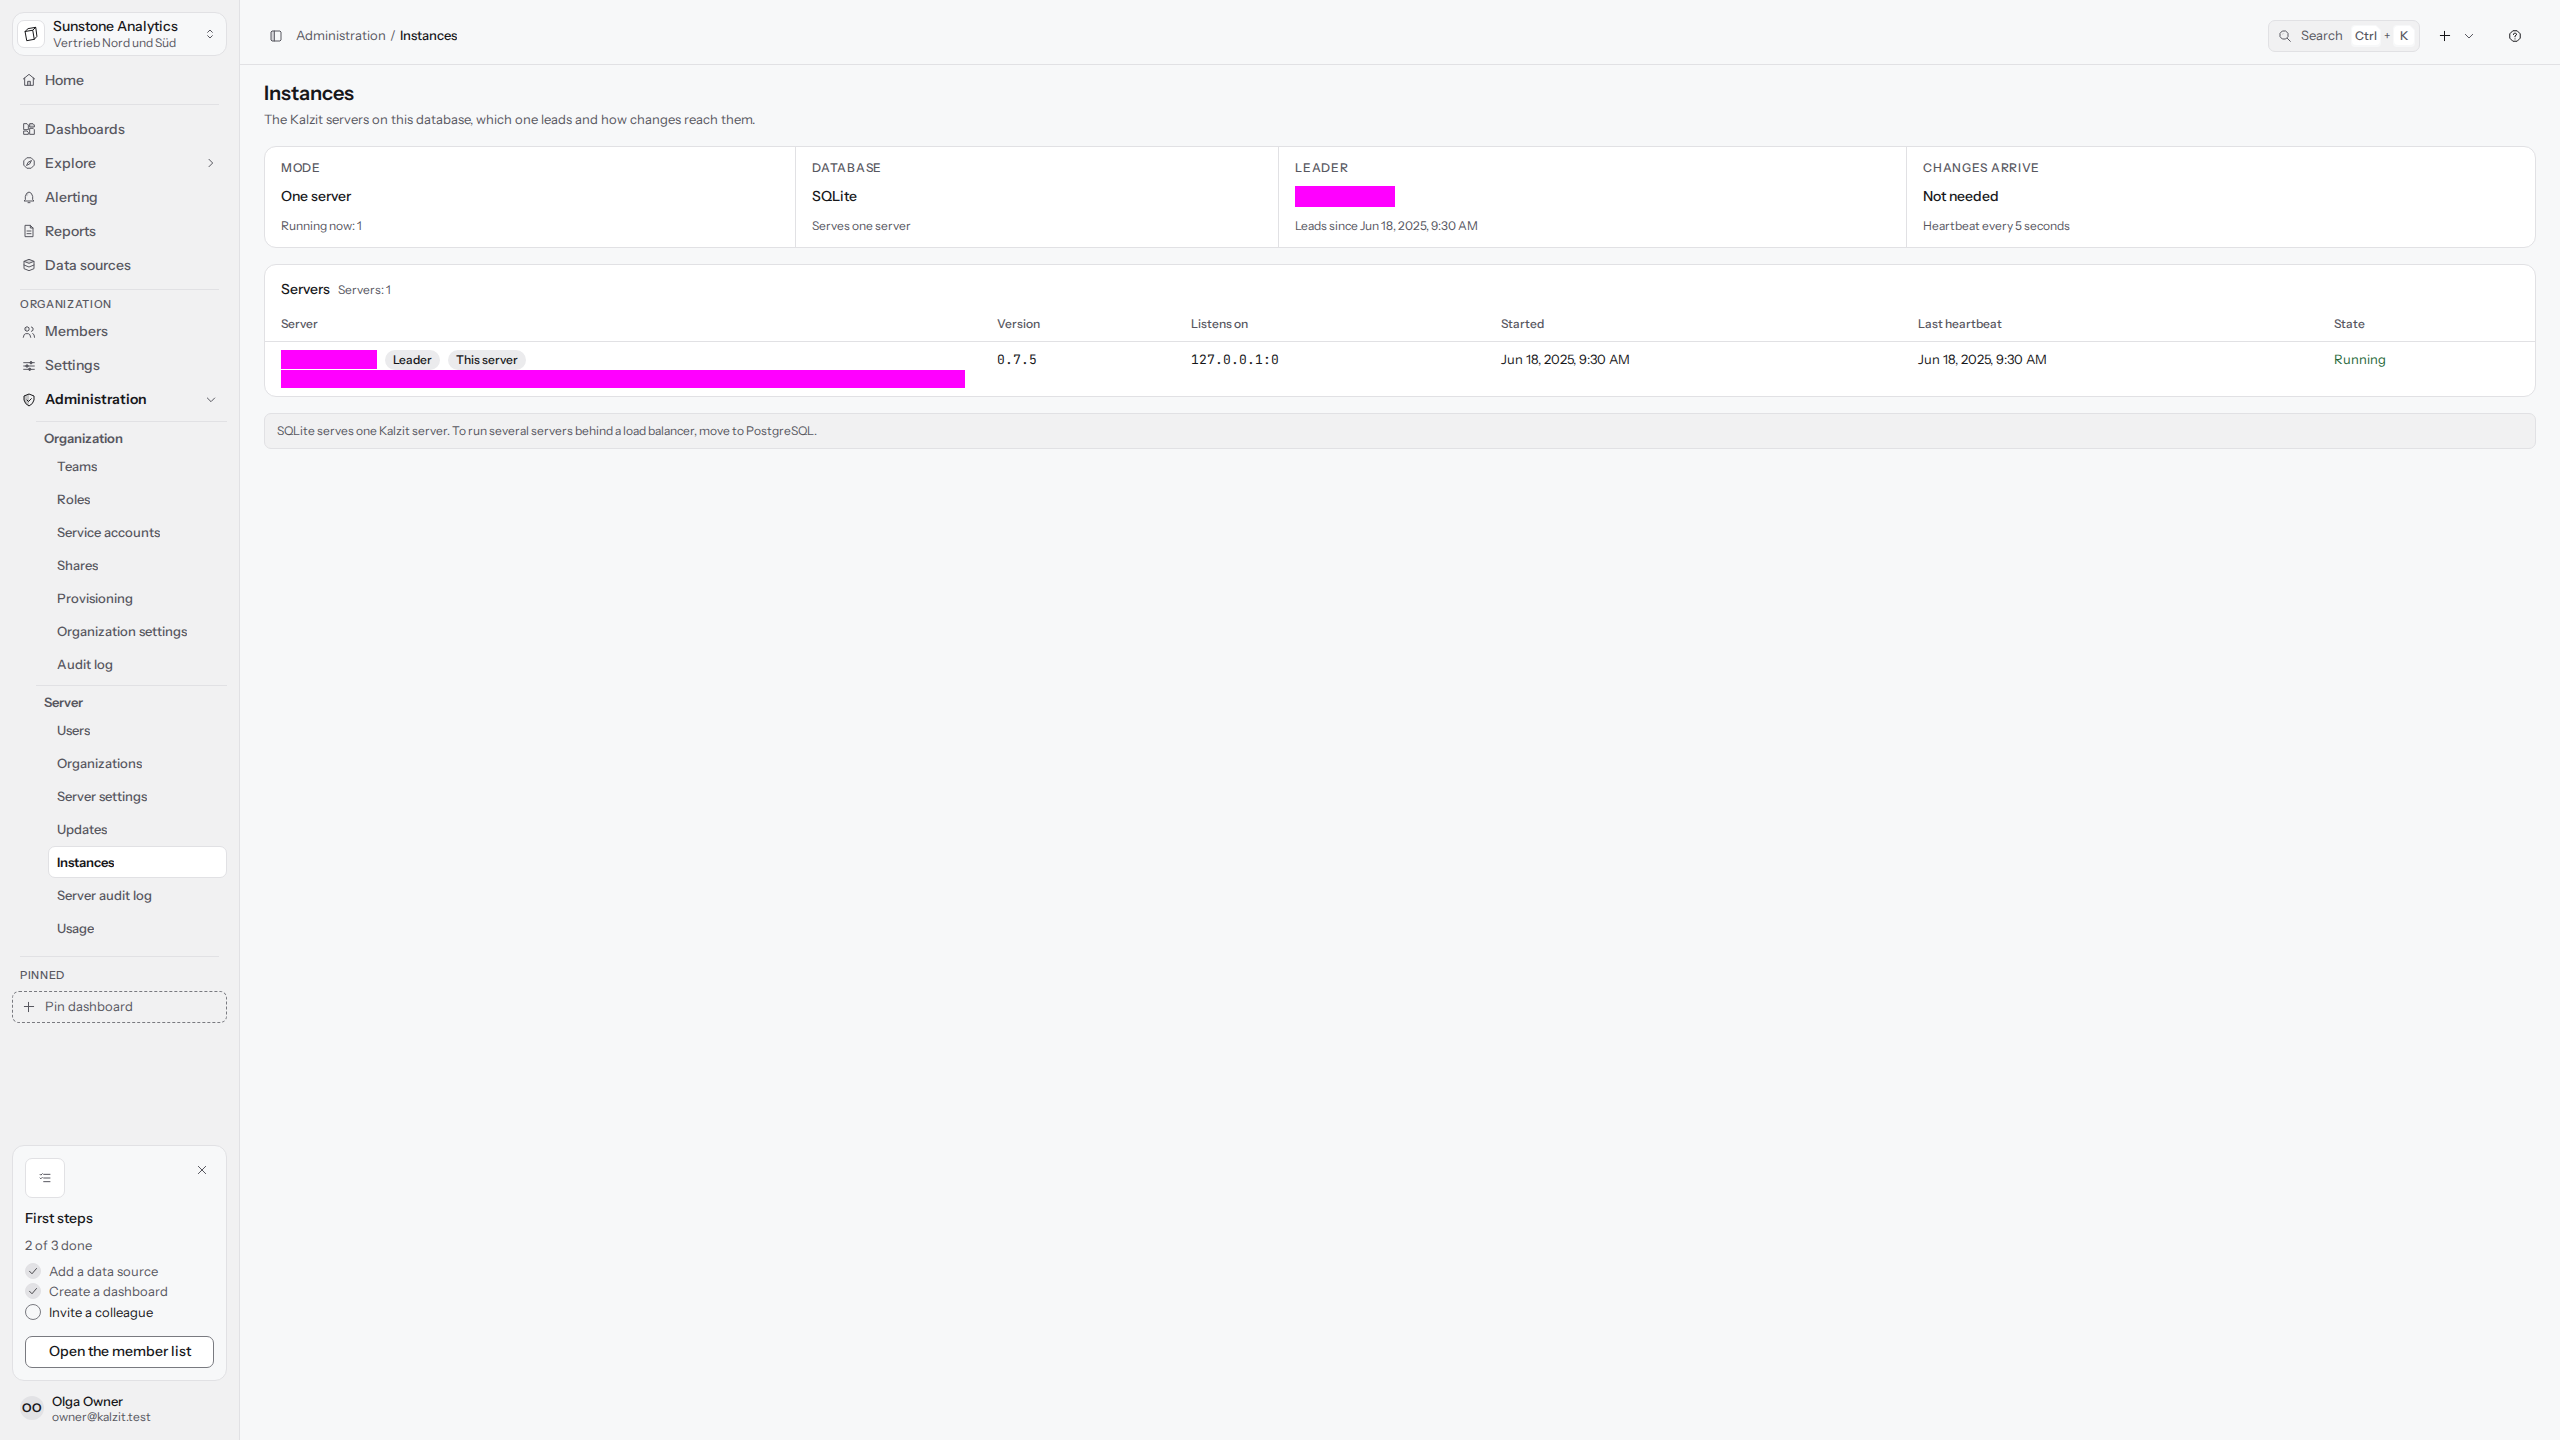 Sunstone Analytics
Vertrieb Nord und Süd
Home
Dashboards
Explore
Alerting
Reports
Data sources
ORGANIZATION
Members
Settings
Administration
Organization
Teams
Roles
Service accounts
Shares
Provisioning
Organization settings
Audit log
Server
Users
Organizations
Server settings
Updates
Instances
Server audit log
Usage
PINNED
Pin dashboard
First steps
2 of 3 done
Add a data source
Create a dashboard
Invite a colleague
Open the member list
OO
Olga Owner
owner@kalzit.test
Administration / Instances
Search Ctrl + K
Instances
The Kalzit servers on this database, which one leads and how changes reach them.
MODE
One server
Running now: 1
DATABASE
SQLite
Serves one server
LEADER
Leads since Jun 18, 2025, 9:30 AM
CHANGES ARRIVE
Not needed
Heartbeat every 5 seconds
Servers Servers: 1
Server Version Listens on Started Last heartbeat State
Leader This server 0.7.5 127.0.0.1:0 Jun 18, 2025, 9:30 AM Jun 18, 2025, 9:30 AM Running
SQLite serves one Kalzit server. To run several servers behind a load balancer, move to PostgreSQL.